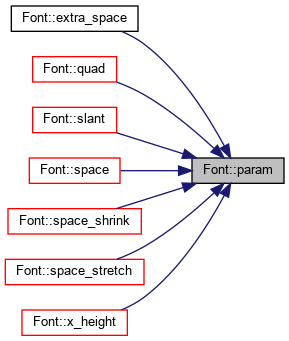 Font::extra_space
Font::quad
Font::slant
Font::space
Font::param
Font::space_shrink
Font::space_stretch
Font::x_height